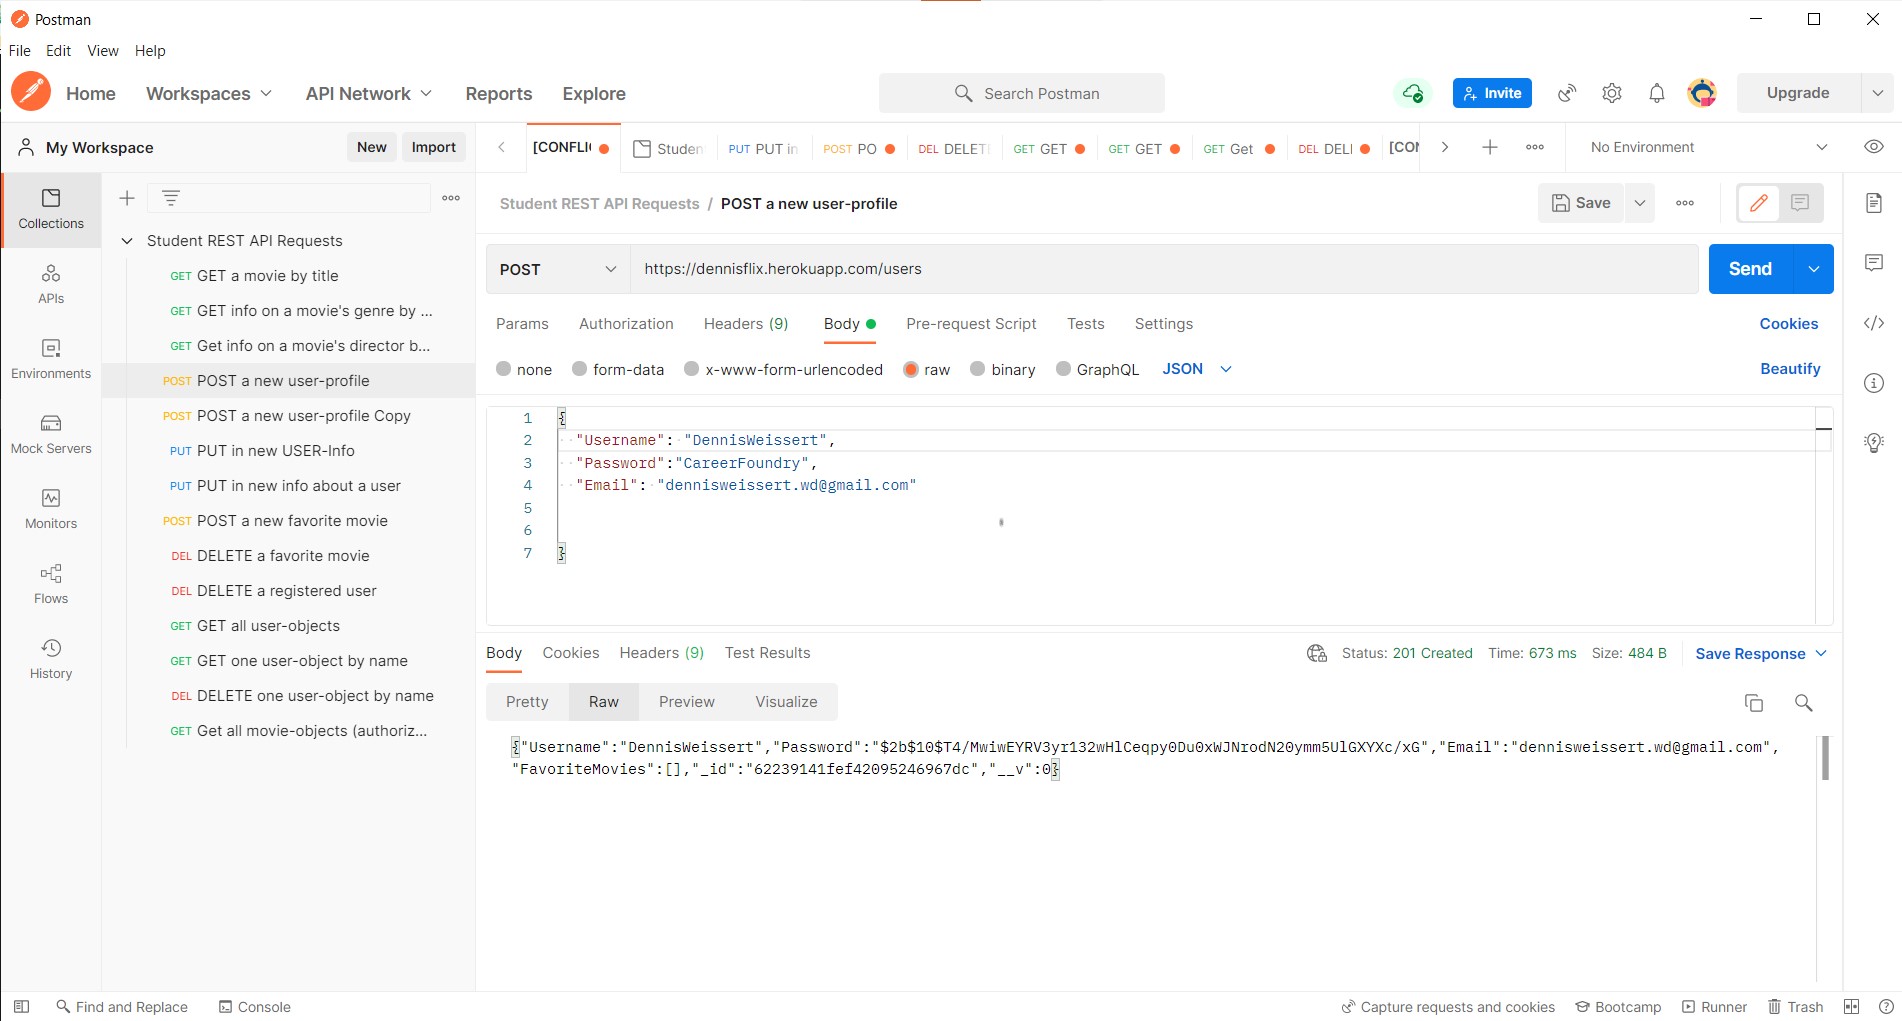 Postman
File Edit View Help
Home Workspaces API Network Reports Explore Search Postman Invite Upgrade
My Workspace New Import
[CONFLI Studen PUT PUT in POST PO DEL DELET GET GET GET GET GET Get DEL DEL [CON No Environment
Collections
APIs
Environments
Mock Servers
Monitors
Flows
History
Student REST API Requests
GET GET a movie by title
GET GET info on a movie's genre by ...
GET Get info on a movie's director b...
POST POST a new user-profile
POST POST a new user-profile Copy
PUT PUT in new USER-Info
PUT PUT in new info about a user
POST POST a new favorite movie
DEL DELETE a favorite movie
DEL DELETE a registered user
GET GET all user-objects
GET GET one user-object by name
DEL DELETE one user-object by name
GET Get all movie-objects (authoriz...
Student REST API Requests / POST a new user-profile Save
POST https://dennisflix.herokuapp.com/users Send
Params Authorization Headers (9) Body Pre-request Script Tests Settings Cookies
none form-data x-www-form-urlencoded raw binary GraphQL JSON Beautify
1 {
2 "Username": "DennisWeissert",
3 "Password":"CareerFoundry",
4 "Email": "dennisweissert.wd@gmail.com"
5
6
7 }
Body Cookies Headers (9) Test Results Status: 201 Created Time: 673 ms Size: 484 B Save Response
Pretty Raw Preview Visualize
{"Username":"DennisWeissert","Password":"$2b$10$T4/MwiwEYRV3yr132wHlCeqpy0Du0xWJNrodN20ymm5UlGXYXc/xG","Email":"dennisweissert.wd@gmail.com",
"FavoriteMovies":[],"_id":"62239141fef42095246967dc","__v":0}
Find and Replace Console Capture requests and cookies Bootcamp Runner Trash